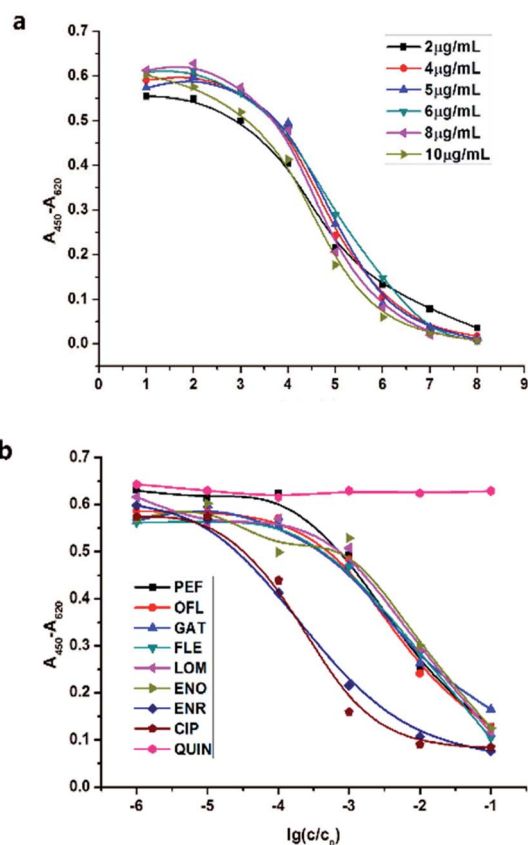 a
2μg/mL
4μg/mL
5μg/mL
6μg/mL
8μg/mL
10μg/mL
A450-A620
0.7
0.6
0.5
0.4
0.3
0.2
0.1
0.0
0 1 2 3 4 5 6 7 8 9
b
A450-A620
0.7
0.6
0.5
0.4
0.3
0.2
0.1
0.0
PEF
OFL
GAT
FLE
LOM
ENO
ENR
CIP
QUIN
-6 -5 -4 -3 -2 -1
lg(c/c0)